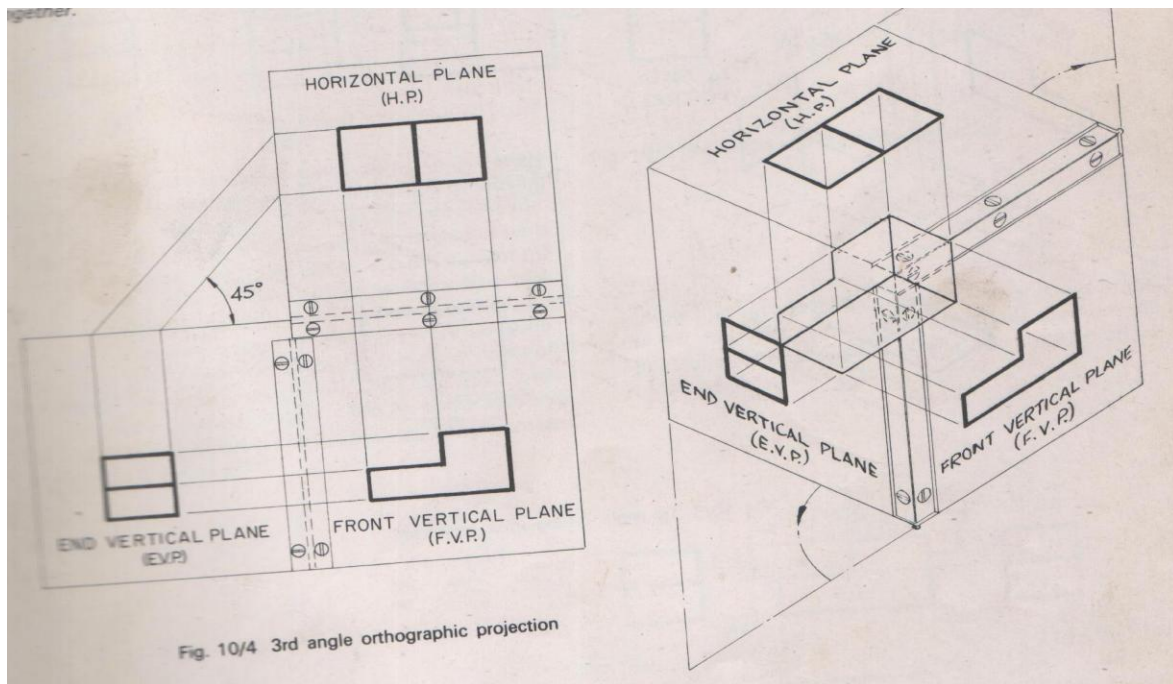 together.
HORIZONTAL PLANE
(H.P.)
45°
END VERTICAL PLANE
(E.V.P.)
FRONT VERTICAL PLANE
(F.V.P.)
Fig. 10/4 3rd angle orthographic projection
HORIZONTAL PLANE
(H.P.)
END VERTICAL PLANE
(E.V.P.)
FRONT VERTICAL PLANE
(F.V.P.)